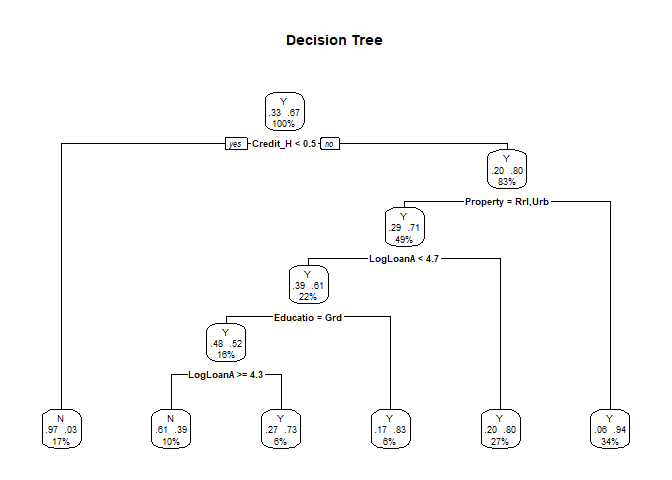 Decision Tree
Y
.33 .67
100%
yes Credit_H < 0.5 no
Y
.20 .80
83%
Property = Rrl,Urb
Y
.29 .71
49%
LogLoanA < 4.7
Y
.39 .61
22%
Educatio = Grd
Y
.48 .52
16%
LogLoanA >= 4.3
N
.97 .03
17%
N
.61 .39
10%
Y
.27 .73
6%
Y
.17 .83
6%
Y
.20 .80
27%
Y
.06 .94
34%